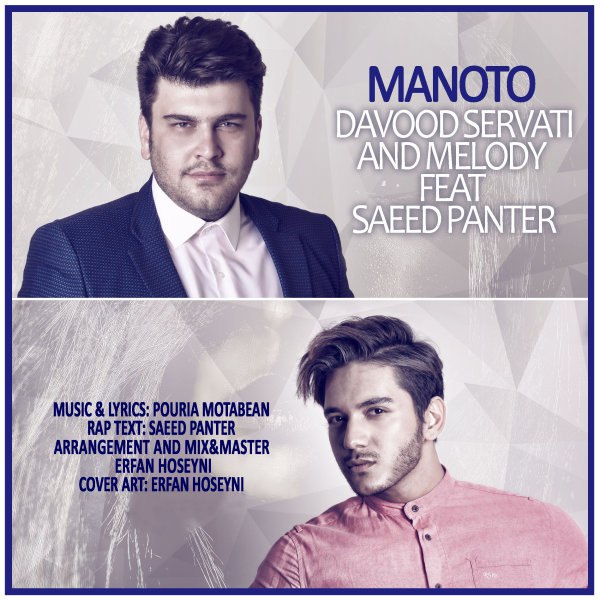 MANOTO
DAVOOD SERVATI
AND MELODY
FEAT
SAEED PANTER
MUSIC & LYRICS: POURIA MOTABEAN
RAP TEXT: SAEED PANTER
ARRANGEMENT AND MIX&MASTER
ERFAN HOSEYNI
COVER ART: ERFAN HOSEYNI